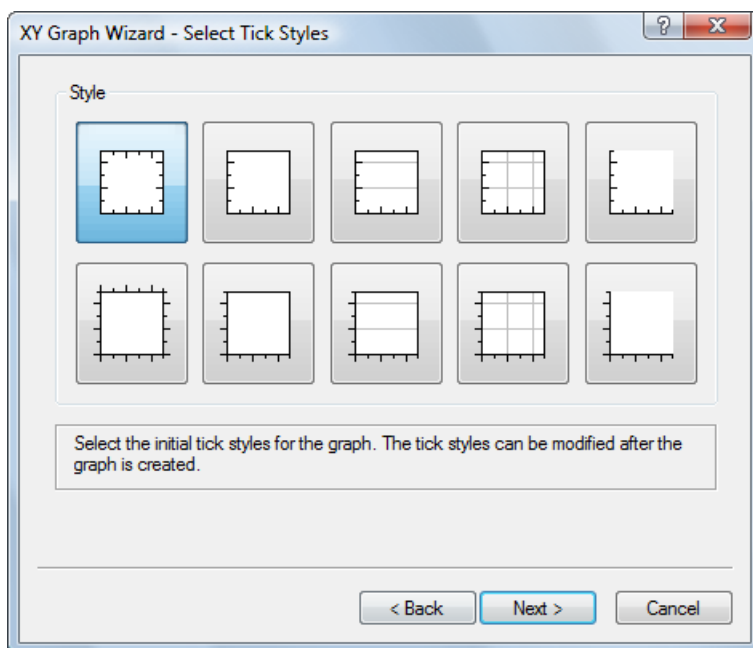 XY Graph Wizard - Select Tick Styles
?
X
Style
Select the initial tick styles for the graph. The tick styles can be modified after the
graph is created.
< Back
Next >
Cancel